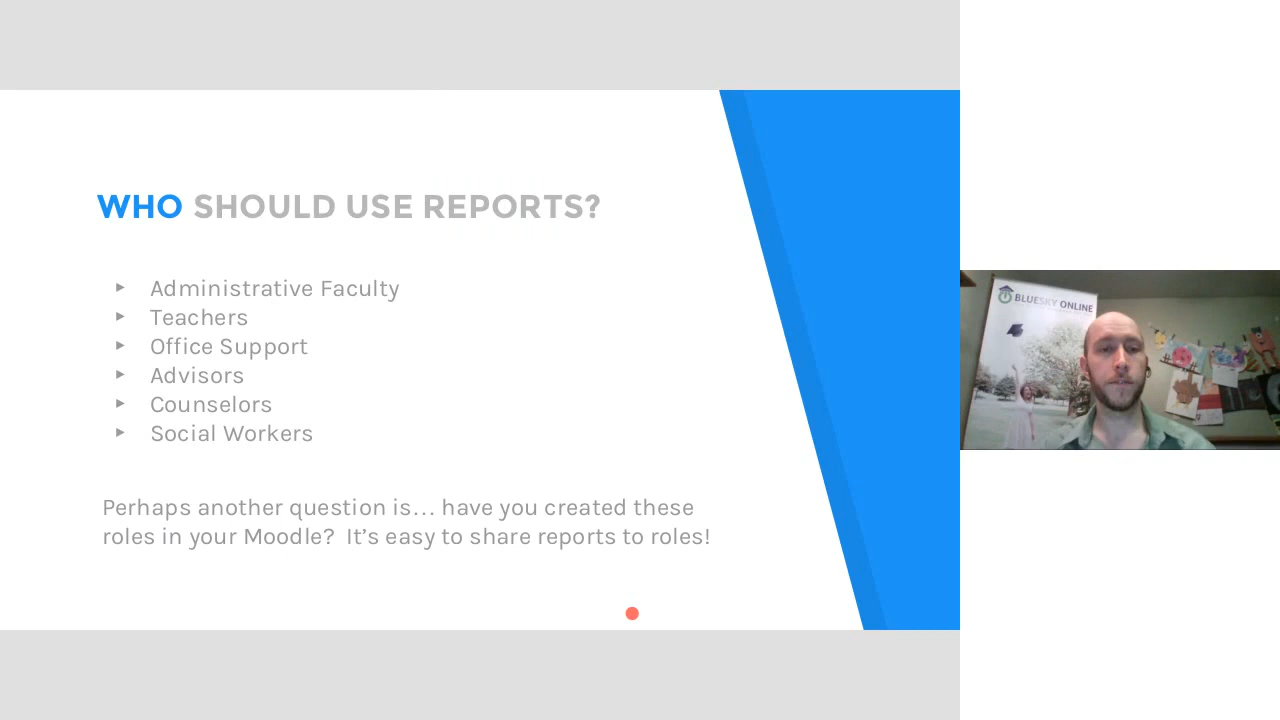 WHO SHOULD USE REPORTS?
▸ Administrative Faculty
▸ Teachers
▸ Office Support
▸ Advisors
▸ Counselors
▸ Social Workers
Perhaps another question is… have you created these
roles in your Moodle?  It’s easy to share reports to roles!
BLUESKY ONLINE